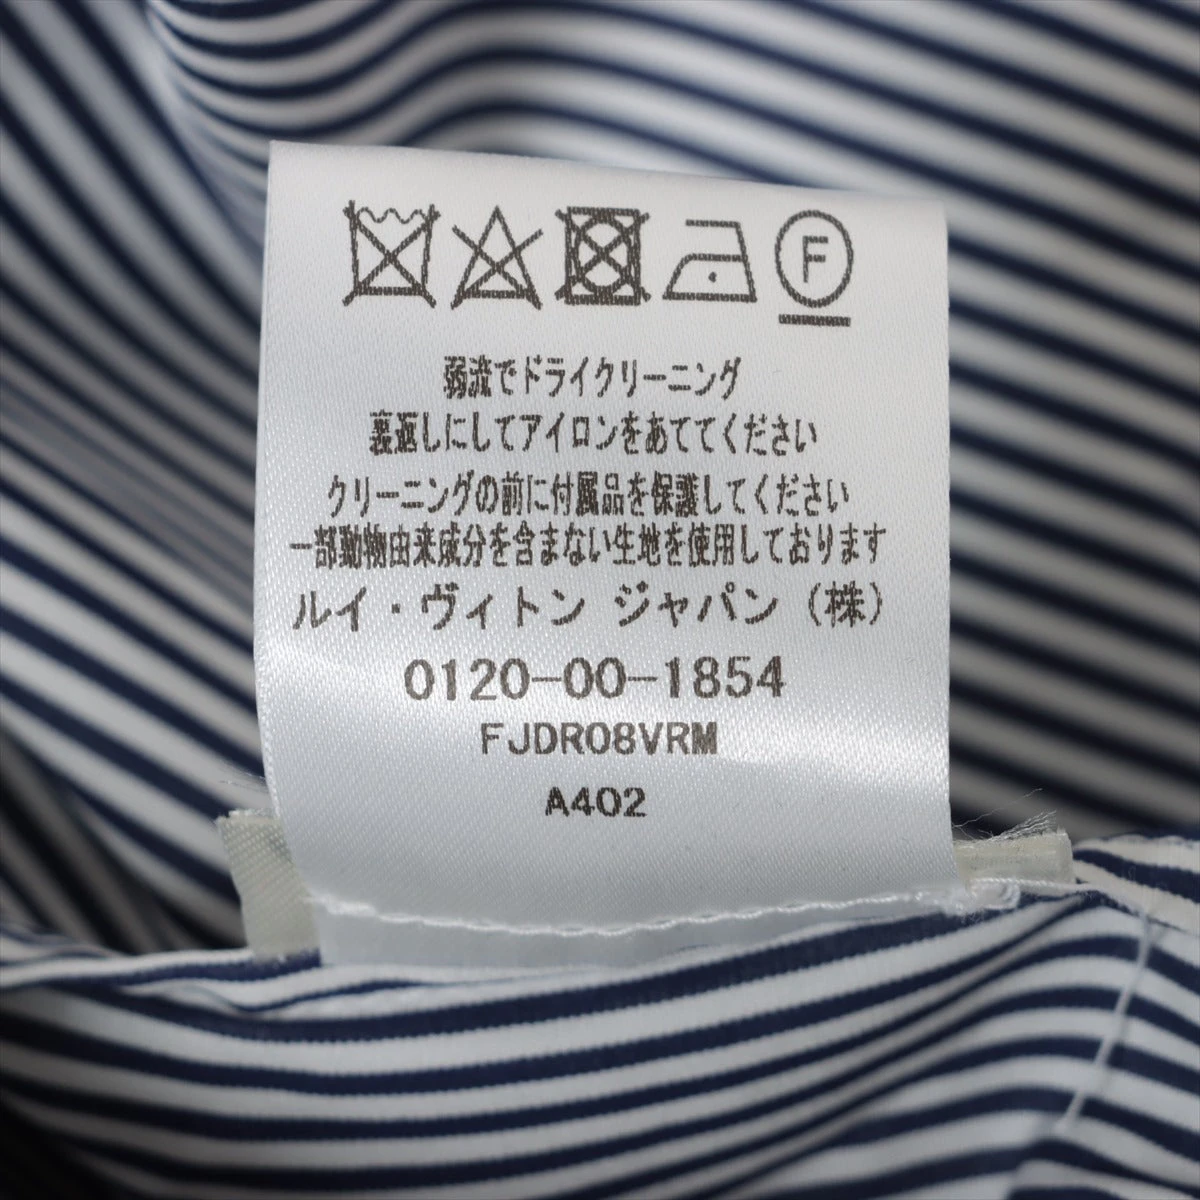 F
弱流でドライクリーニング
裏返しにしてアイロンをあててください
クリーニングの前に付属品を保護してください
一部動物由来成分を含まない生地を使用しております
ルイ・ヴィトン ジャパン (株)
0120-00-1854
FJDR08VRM
A402